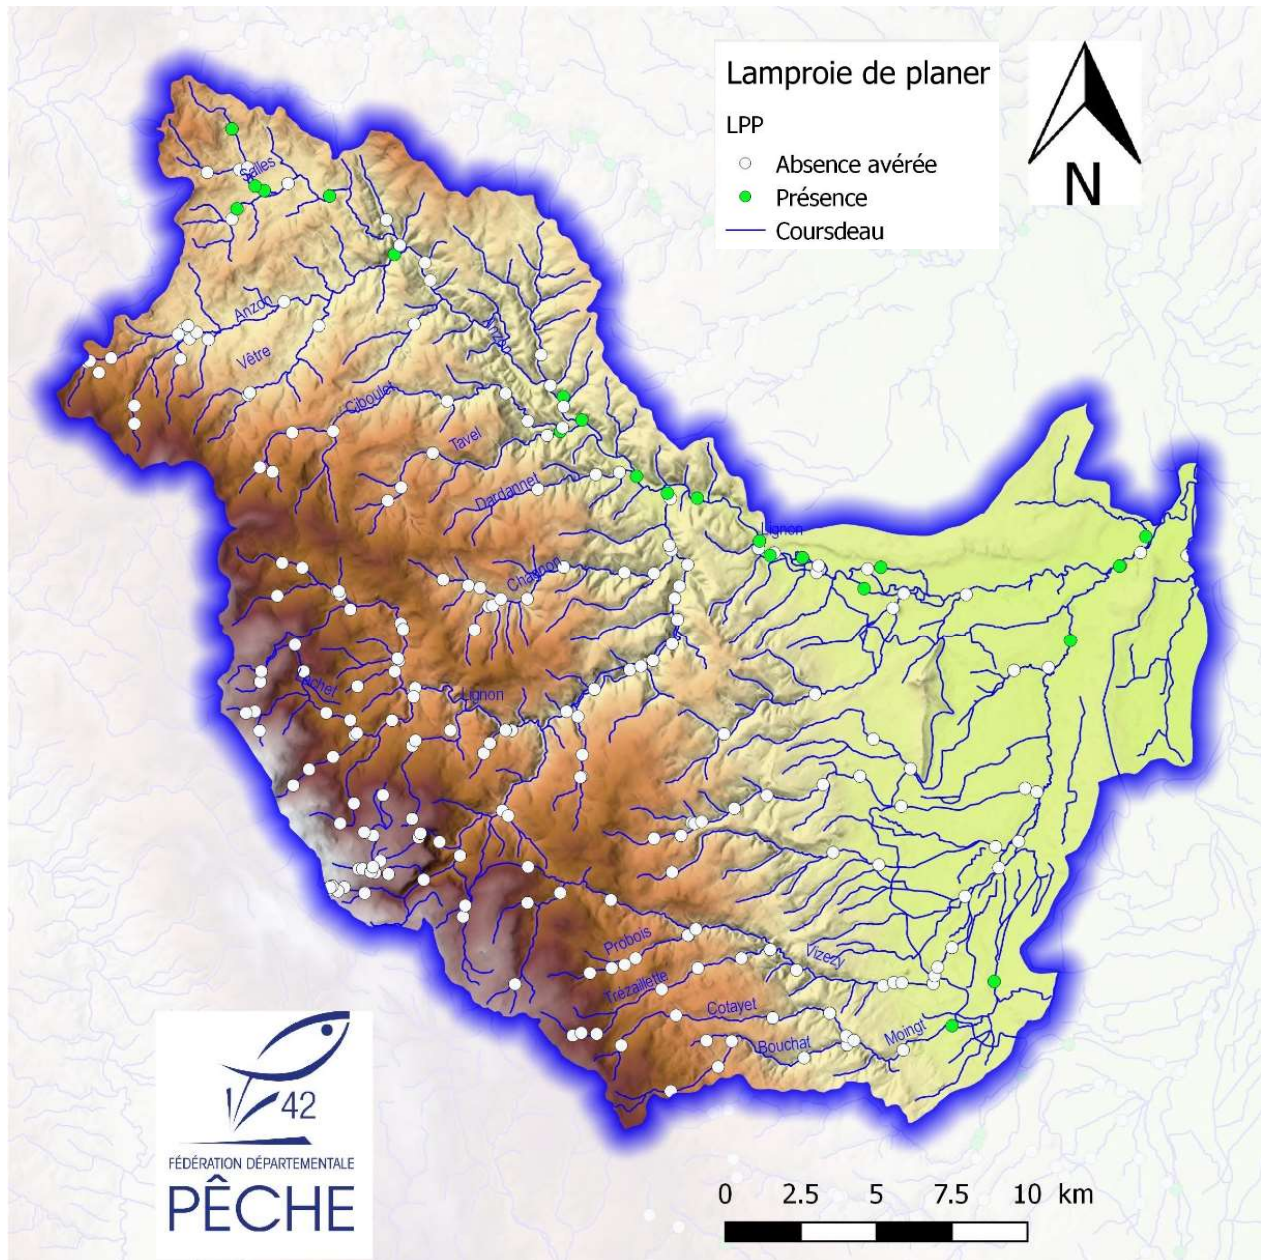 Lamproie de planer
LPP
Absence avérée
Présence
Coursdeau
N
Salles
Anzon
Vêtre
Anzon
Ciboulet
Tavel
Dardannet
Lignon
Chagnon
Lignon
Probois
Vizezy
Trézaillette
Cotayet
Moingt
Bouchat
42
FÉDÉRATION DÉPARTEMENTALE
PÊCHE
0 2.5 5 7.5 10 km